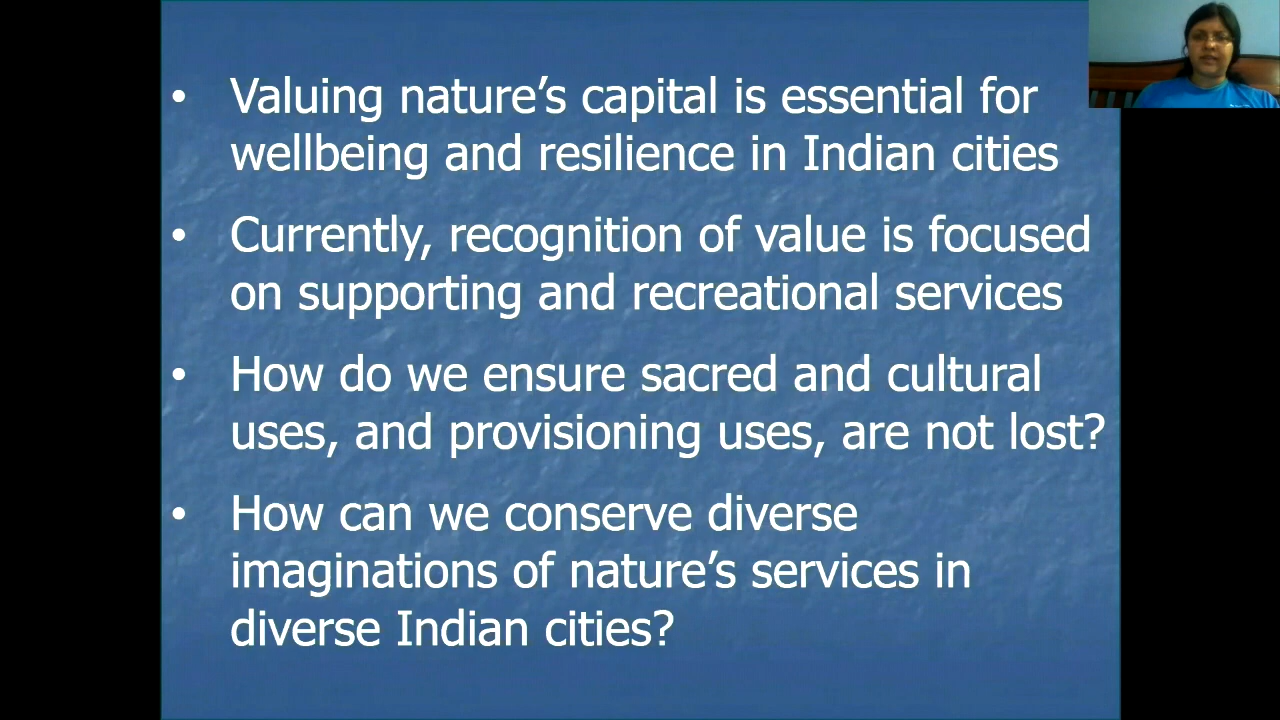 • Valuing nature’s capital is essential for
wellbeing and resilience in Indian cities
• Currently, recognition of value is focused
on supporting and recreational services
• How do we ensure sacred and cultural
uses, and provisioning uses, are not lost?
• How can we conserve diverse
imaginations of nature’s services in
diverse Indian cities?